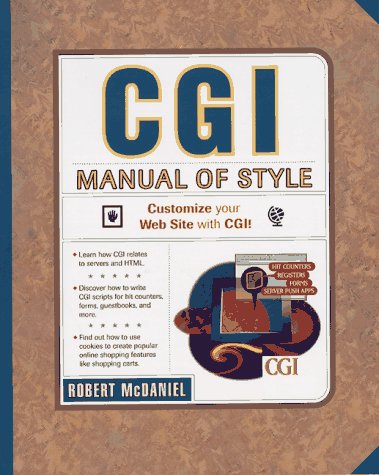 CGI
MANUAL OF STYLE
Customize your
Web Site with CGI!
Learn how CGI relates
to servers and HTML.
Discover how to write
CGI scripts for hit counters,
forms, guestbooks, and
more.
Find out how to use
cookies to create popular
online shopping features
like shopping carts.
HIT COUNTERS
REGISTERS
FORMS
SERVER PUSH APPS
CGI
ROBERT McDANIEL